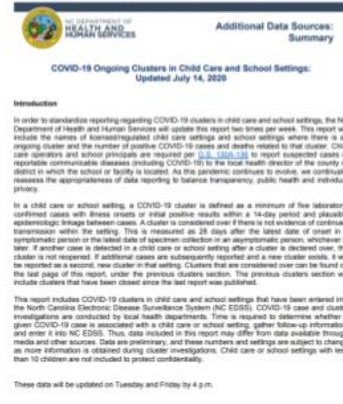 NC DEPARTMENT OF
HEALTH AND
HUMAN SERVICES
Additional Data Sources:
Summary
COVID-19 Ongoing Clusters in Child Care and School Settings:
Updated July 14, 2020
Introduction
In order to standardize reporting regarding COVID-19 clusters in child care and school settings, the N
Department of Health and Human Services will update this report two times per week. This report w
include the names of licensed/regulated child care settings and school settings where there is a
ongoing cluster and the number of positive COVID-19 cases and deaths related to that cluster. Chi
care operators and school principals are required per G.S. 130A-136 to report suspected cases
reportable communicable diseases (including COVID-19) to the local health director of the county
district in which the school or facility is located. As this pandemic continues to evolve, we continual
reassess the appropriateness of data reporting to balance transparency, public health and individu
privacy.
In a child care or school setting, a COVID-19 cluster is defined as a minimum of five laborator
confirmed cases with illness onsets or initial positive results within a 14-day period and plausib
epidemiologic linkage between cases. A cluster is considered over if there is not evidence of continue
transmission within the setting. This is measured as 28 days after the latest date of onset in
symptomatic person or the latest date of specimen collection in an asymptomatic person, whichever
later. If another case is detected in a child care or school setting after a cluster is declared over, th
cluster is not reopened. If additional cases are subsequently reported and a new cluster exists, it w
be reported as a second, new cluster in that setting. Clusters that are considered over can be found o
the last page of this report, under the previous clusters section. The previous clusters section w
include clusters that have been closed since the last report was published.
This report includes COVID-19 clusters in child care and school settings that have been entered int
the North Carolina Electronic Disease Surveillance System (NC EDSS). COVID-19 case and clust
investigations are conducted by local health departments. Time is required to determine whether
given COVID-19 case is associated with a child care or school setting, gather follow-up informatio
and enter it into NC EDSS. Thus, data included in this report may differ from data available throug
media and other sources. Data are preliminary, and these numbers and settings are subject to chang
as more information is obtained during cluster investigations. Child care or school settings with les
than 10 children are not included to protect confidentiality.
These data will be updated on Tuesday and Friday by 4 p.m.